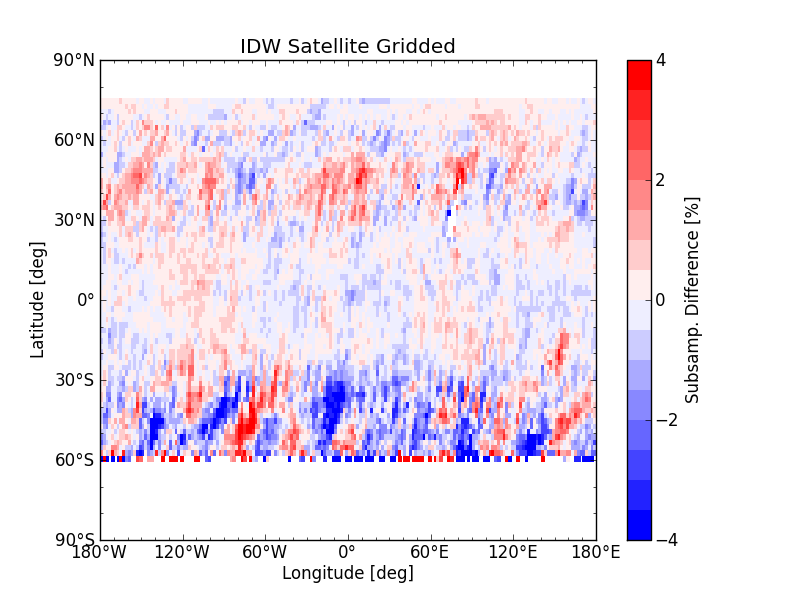 IDW Satellite Gridded
90°N
60°N
30°N
0°
30°S
60°S
90°S
Latitude [deg]
180°W 120°W 60°W 0° 60°E 120°E 180°E
Longitude [deg]
4
2
0
−2
−4
Subsamp. Difference [%]